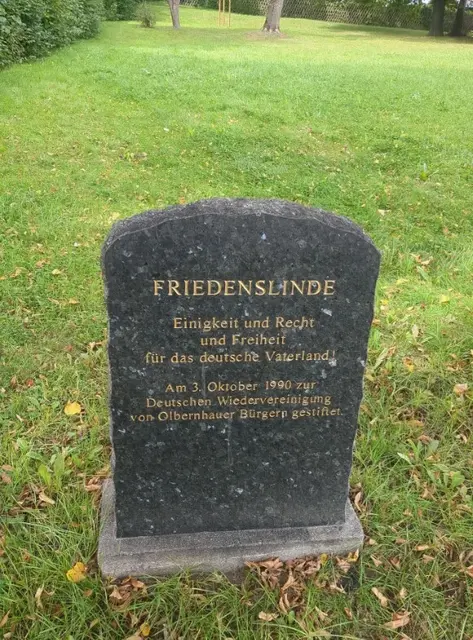 FRIEDENSLINDE
Einigkeit und Recht
und Freiheit
für das deutsche Vaterland!
Am 3. Oktober 1990 zur
Deutschen Wiedervereinigung
von Olbernhauer Bürgern gestiftet.